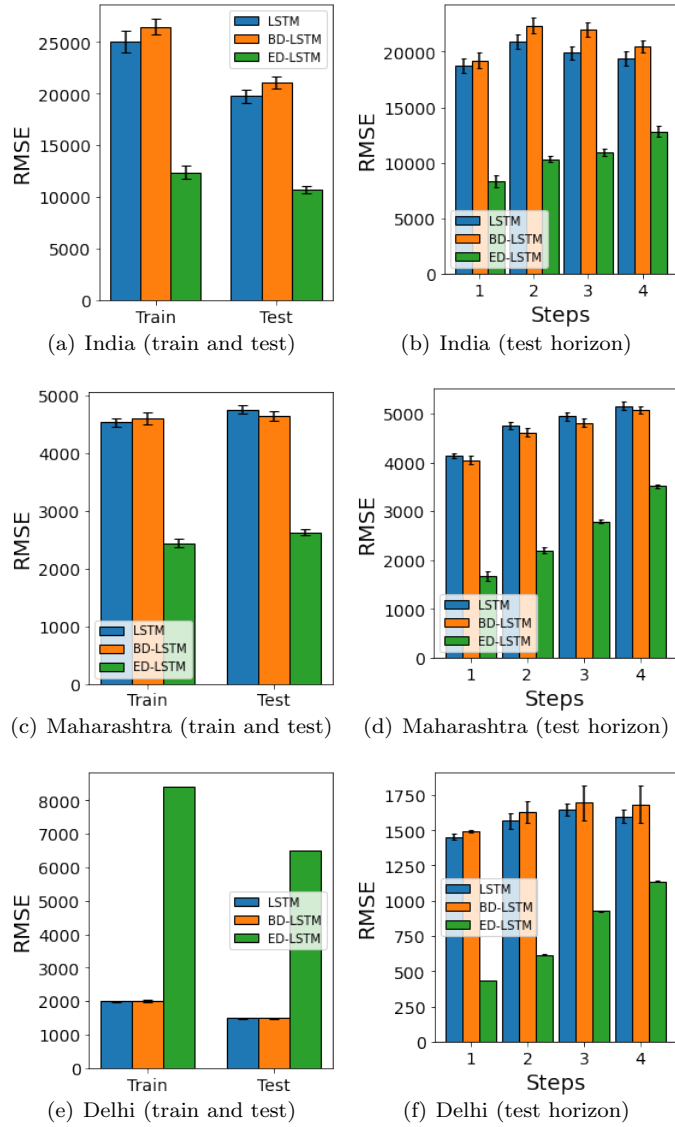 25000
20000
15000
10000
5000
0
RMSE
LSTM
BD-LSTM
ED-LSTM
Train
Test
(a) India (train and test)
20000
15000
10000
5000
0
RMSE
LSTM
BD-LSTM
ED-LSTM
1 2 3 4
Steps
(b) India (test horizon)
5000
4000
3000
2000
1000
0
RMSE
LSTM
BD-LSTM
ED-LSTM
Train
Test
(c) Maharashtra (train and test)
5000
4000
3000
2000
1000
0
RMSE
LSTM
BD-LSTM
ED-LSTM
1 2 3 4
Steps
(d) Maharashtra (test horizon)
8000
7000
6000
5000
4000
3000
2000
1000
0
RMSE
LSTM
BD-LSTM
ED-LSTM
Train
Test
(e) Delhi (train and test)
1750
1500
1250
1000
750
500
250
0
RMSE
LSTM
BD-LSTM
ED-LSTM
1 2 3 4
Steps
(f) Delhi (test horizon)